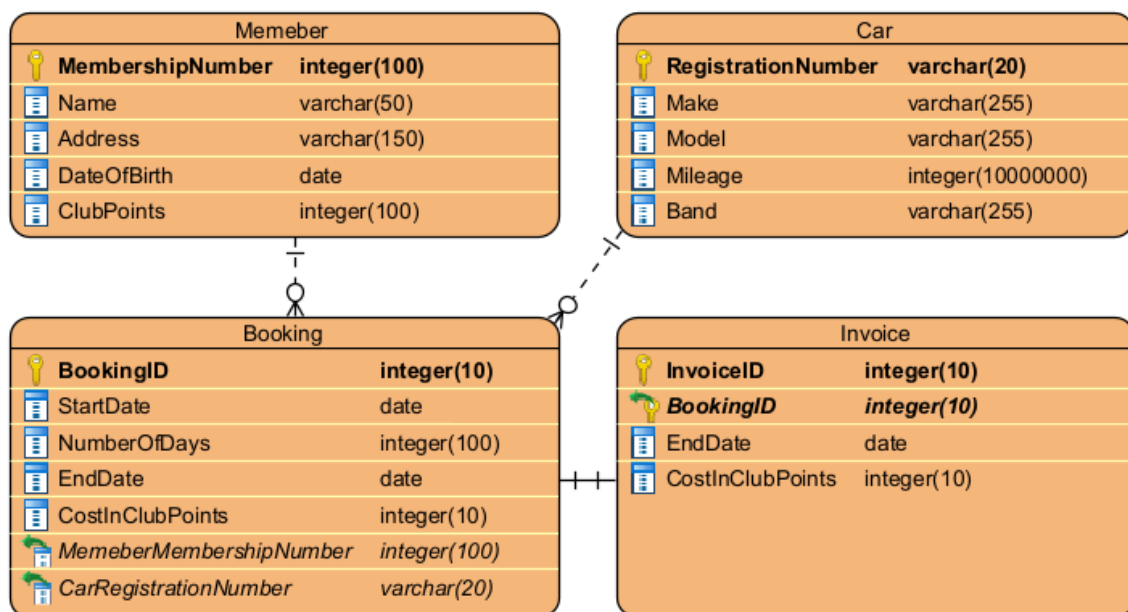 Memeber
MembershipNumber integer(100)
Name varchar(50)
Address varchar(150)
DateOfBirth date
ClubPoints integer(100)
Car
RegistrationNumber varchar(20)
Make varchar(255)
Model varchar(255)
Mileage integer(10000000)
Band varchar(255)
Booking
BookingID integer(10)
StartDate date
NumberOfDays integer(100)
EndDate date
CostInClubPoints integer(10)
MemeberMembershipNumber integer(100)
CarRegistrationNumber varchar(20)
Invoice
InvoiceID integer(10)
BookingID integer(10)
EndDate date
CostInClubPoints integer(10)